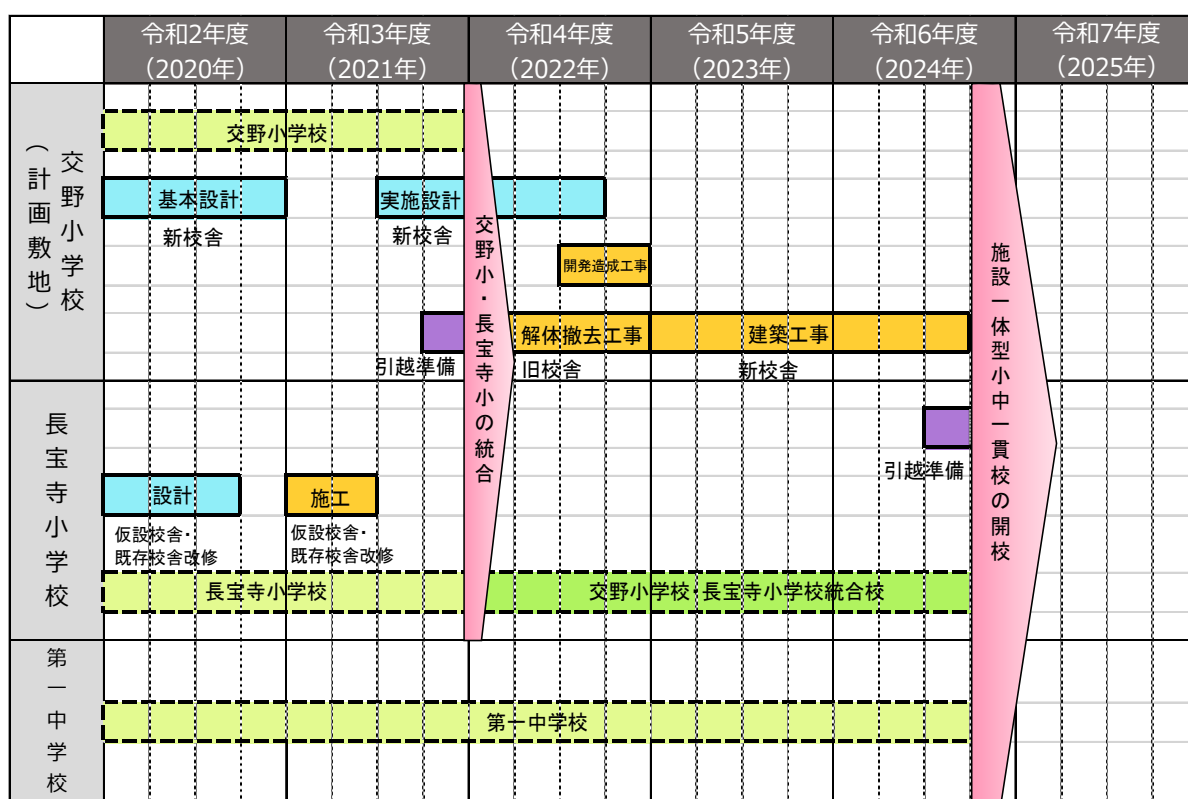 令和2年度
（2020年）
令和3年度
（2021年）
令和4年度
（2022年）
令和5年度
（2023年）
令和6年度
（2024年）
令和7年度
（2025年）
交野小学校
（計画敷地）
交野小学校
基本設計
新校舎
実施設計
新校舎
開発造成工事
引越準備
解体撤去工事
旧校舎
建築工事
新校舎
交野小・長宝寺小の統合
施設一体型小中一貫校の開校
長宝寺小学校
引越準備
設計
仮設校舎・
既存校舎改修
施工
仮設校舎・
既存校舎改修
長宝寺小学校
交野小学校・長宝寺小学校統合校
第一中学校
第一中学校